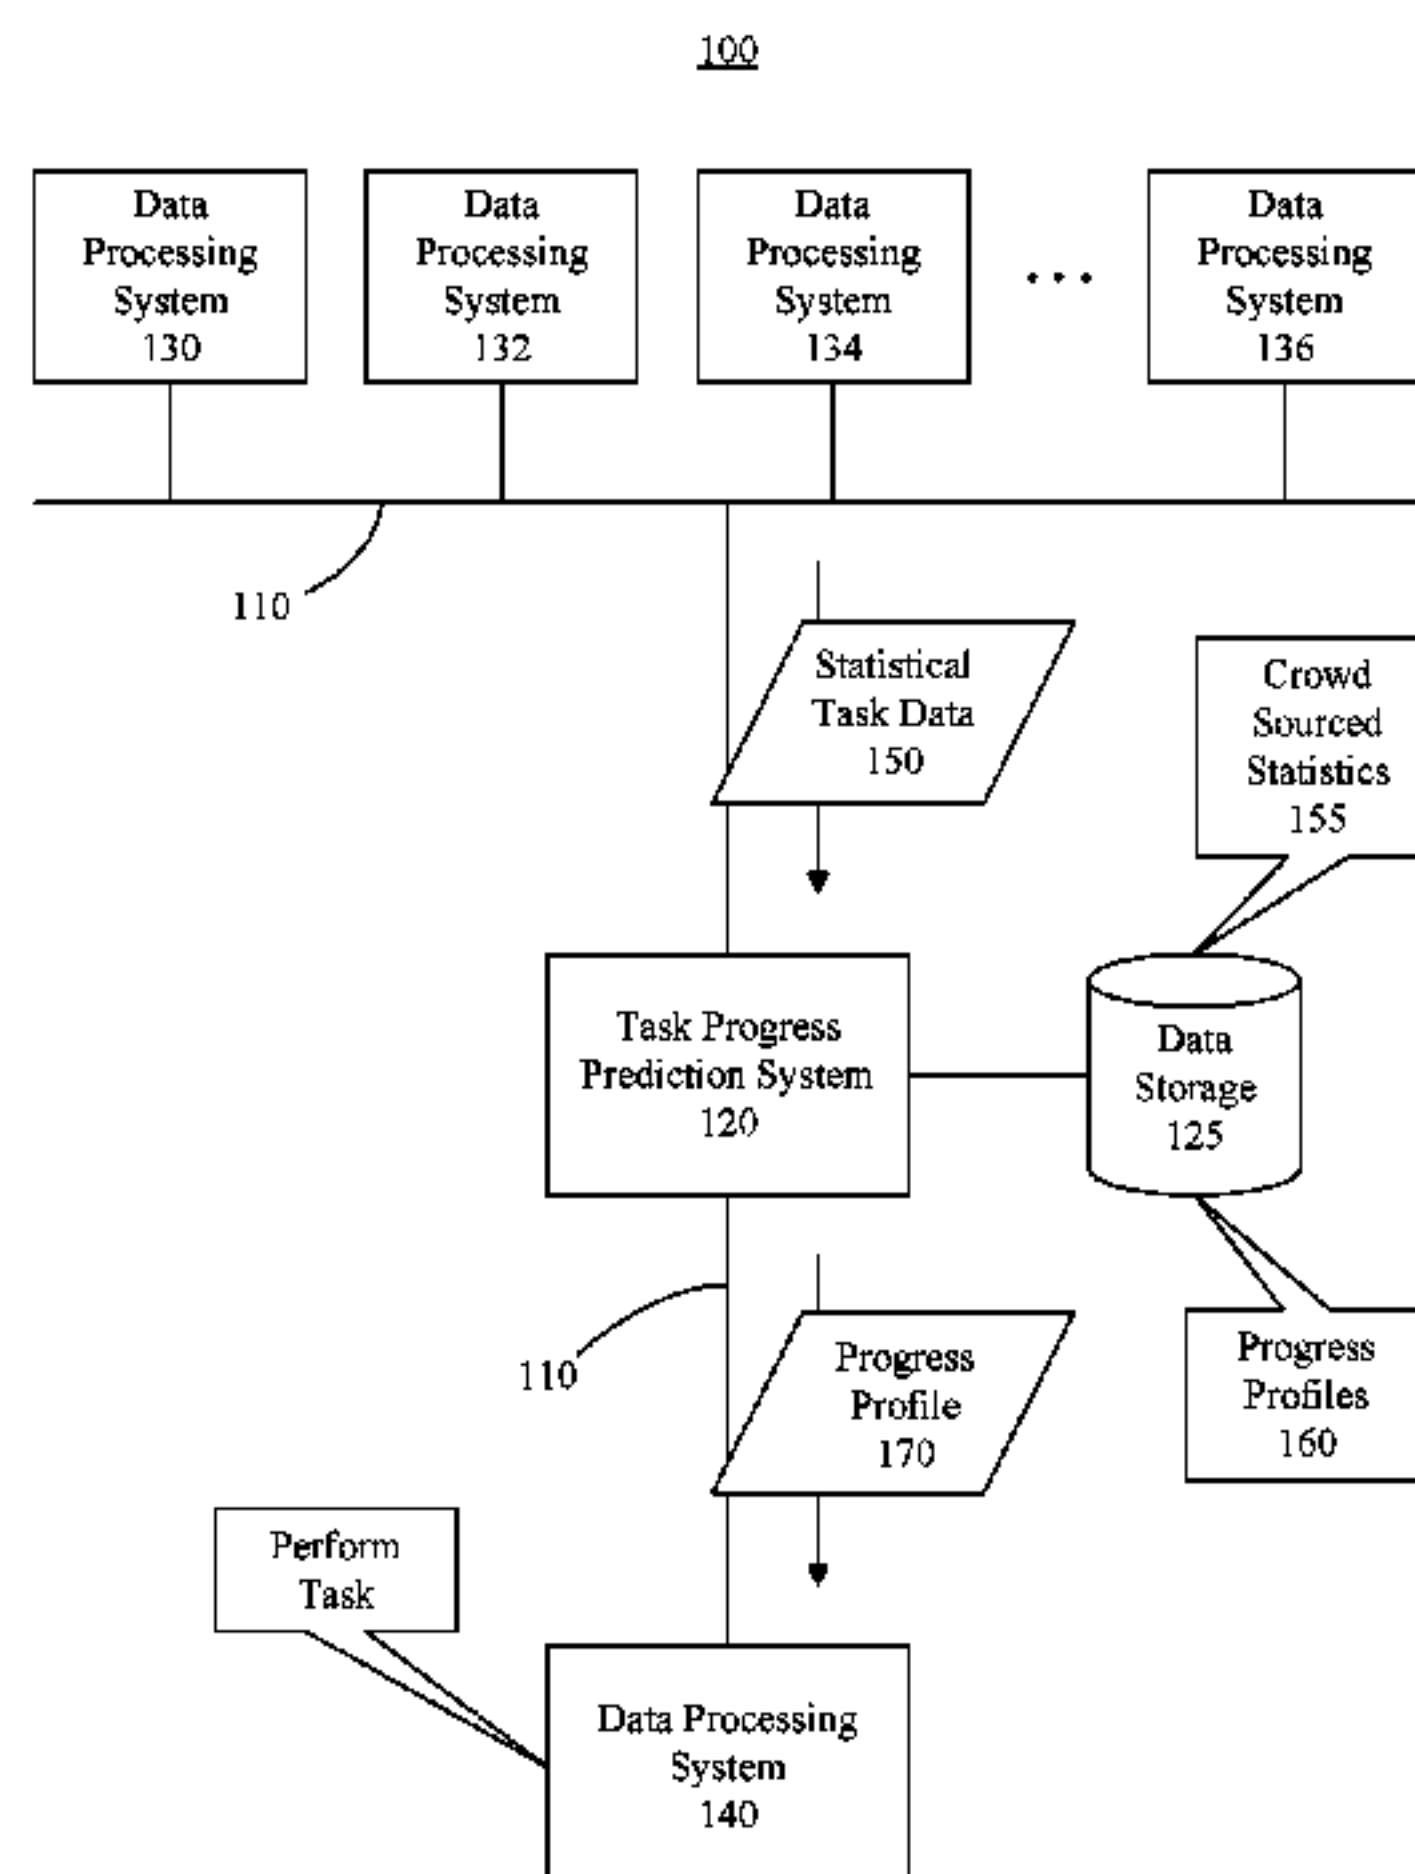 100
Data
Processing
System
130
Data
Processing
System
132
Data
Processing
System
134
...
Data
Processing
System
136
110
Statistical
Task Data
150
Crowd
Sourced
Statistics
155
Task Progress
Prediction System
120
Data
Storage
125
110
Progress
Profile
170
Progress
Profiles
160
Perform
Task
Data Processing
System
140